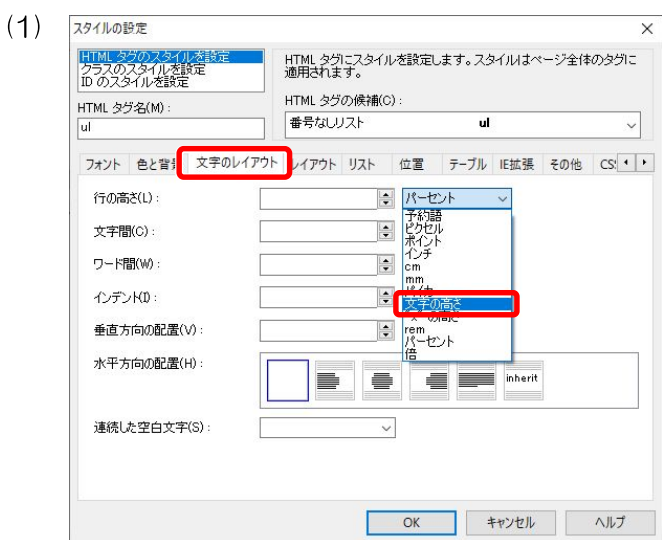 (1)
スタイルの設定
HTML タグのスタイルを設定
クラスのスタイルを設定
ID のスタイルを設定
HTML タグにスタイルを設定します。スタイルはページ全体のタグに
適用されます。
HTML タグ名(M):
ul
HTML タグの候補(C):
番号なしリスト ul
フォント 色と背 文字のレイアウト レイアウト リスト 位置 テーブル IE拡張 その他 CS
行の高さ(L):
パーセント
文字間(C):
ワード間(W):
インデント(I):
垂直方向の配置(V):
予約語
ピクセル
ポイント
インチ
cm
mm
文字の高さ
rem
パーセント
倍
水平方向の配置(H):
inherit
連続した空白文字(S):
OK キャンセル ヘルプ